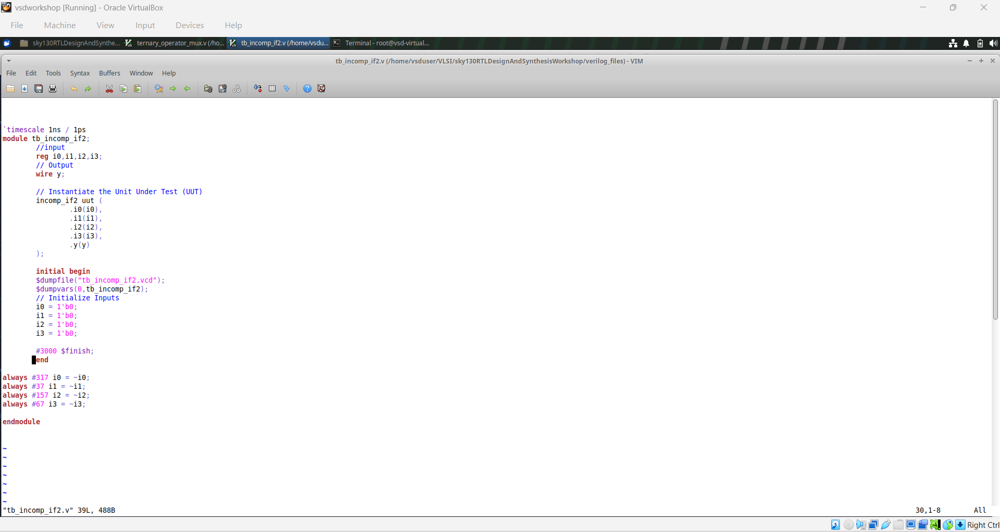 vsdworkshop [Running] - Oracle VirtualBox
File Machine View Input Devices Help
sky130RTLDesignAndSynthe... ternary_operator_mux.v (/ho... tb_incomp_if2.v (/home/vsdu... Terminal - root@vsd-virtual...
tb_incomp_if2.v (/home/vsduser/VLSI/sky130RTLDesignAndSynthesisWorkshop/verilog_files) - VIM
File Edit Tools Syntax Buffers Window Help
`timescale 1ns / 1ps
module tb_incomp_if2;
//input
reg i0,i1,i2,i3;
// Output
wire y;
// Instantiate the Unit Under Test (UUT)
incomp_if2 uut (
.i0(i0),
.i1(i1),
.i2(i2),
.i3(i3),
.y(y)
);
initial begin
$dumpfile("tb_incomp_if2.vcd");
$dumpvars(0,tb_incomp_if2);
// Initialize Inputs
i0 = 1'b0;
i1 = 1'b0;
i2 = 1'b0;
i3 = 1'b0;
#3000 $finish;
end
always #317 i0 = ~i0;
always #37 i1 = ~i1;
always #157 i2 = ~i2;
always #67 i3 = ~i3;
endmodule
~
~
~
~
~
~
~
"tb_incomp_if2.v" 39L, 488B 30,1-8 All
Right Ctrl